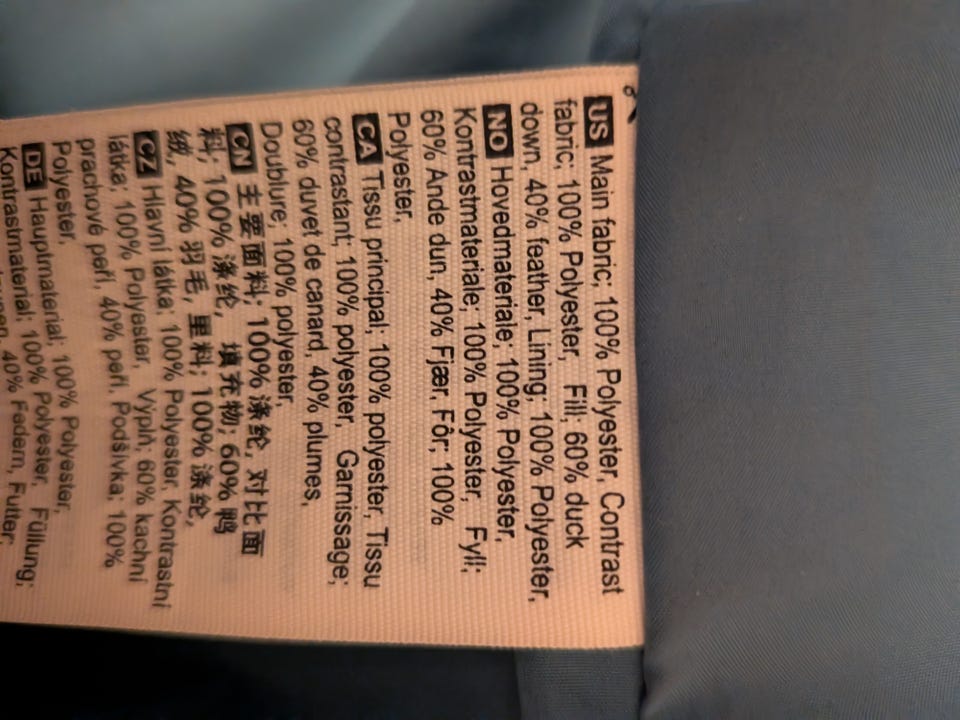 US Main fabric; 100% Polyester, Contrast
fabric; 100% Polyester, Fill; 60% duck
down, 40% feather, Lining; 100% Polyester,
NO Hovedmateriale; 100% Polyester,
Kontrastmateriale; 100% Polyester, Fyll;
60% Ande dun, 40% Fjær, Fôr; 100%
Polyester,
CA Tissu principal; 100% polyester, Tissu
contrastant; 100% polyester, Garnissage;
60% duvet de canard, 40% plumes,
Doublure; 100% polyester,
CN 主要面料; 100% 涤纶, 对比面
料; 100% 涤纶, 填充物, 60% 鸭
绒, 40% 羽毛, 里料; 100% 涤纶,
CZ Hlavní látka; 100% Polyester, Kontrastní
látka; 100% Polyester, Výplň; 60% kachní
prachové peří, 40% peří, Podšívka; 100%
Polyester,
DE Hauptmaterial; 100% Polyester,
Kontrastmaterial; 100% Polyester, Füllung;
40% Federn, Futter;